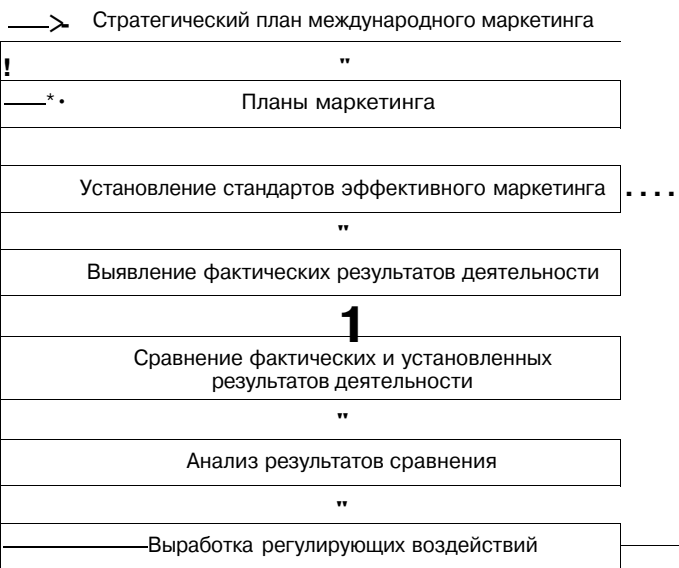 Стратегический план международного маркетинга
Планы маркетинга
Установление стандартов эффективного маркетинга
Выявление фактических результатов деятельности
1
Сравнение фактических и установленных
результатов деятельности
Анализ результатов сравнения
Выработка регулирующих воздействий